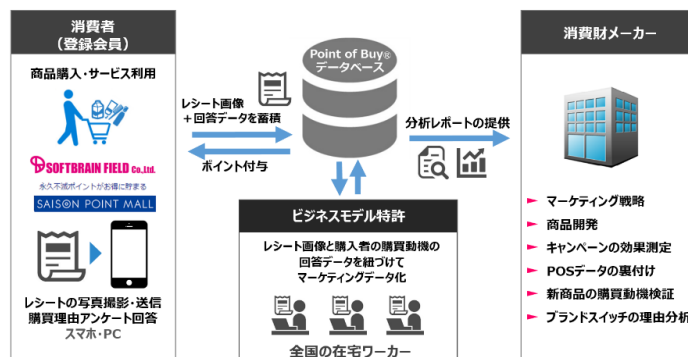 消費者
（登録会員）
商品購入・サービス利用
SOFTBRAIN FIELD Co.,Ltd.
永久不滅ポイントがお得に貯まる
SAISON POINT MALL
レシートの写真撮影・送信
購買理由アンケート回答
スマホ・PC
レシート画像
＋回答データを蓄積
ポイント付与
Point of Buy®
データベース
分析レポートの提供
ビジネスモデル特許
レシート画像と購入者の購買動機の
回答データを紐づけて
マーケティングデータ化
全国の在宅ワーカー
消費財メーカー
マーケティング戦略
商品開発
キャンペーンの効果測定
POSデータの裏付け
新商品の購買動機検証
ブランドスイッチの理由分析